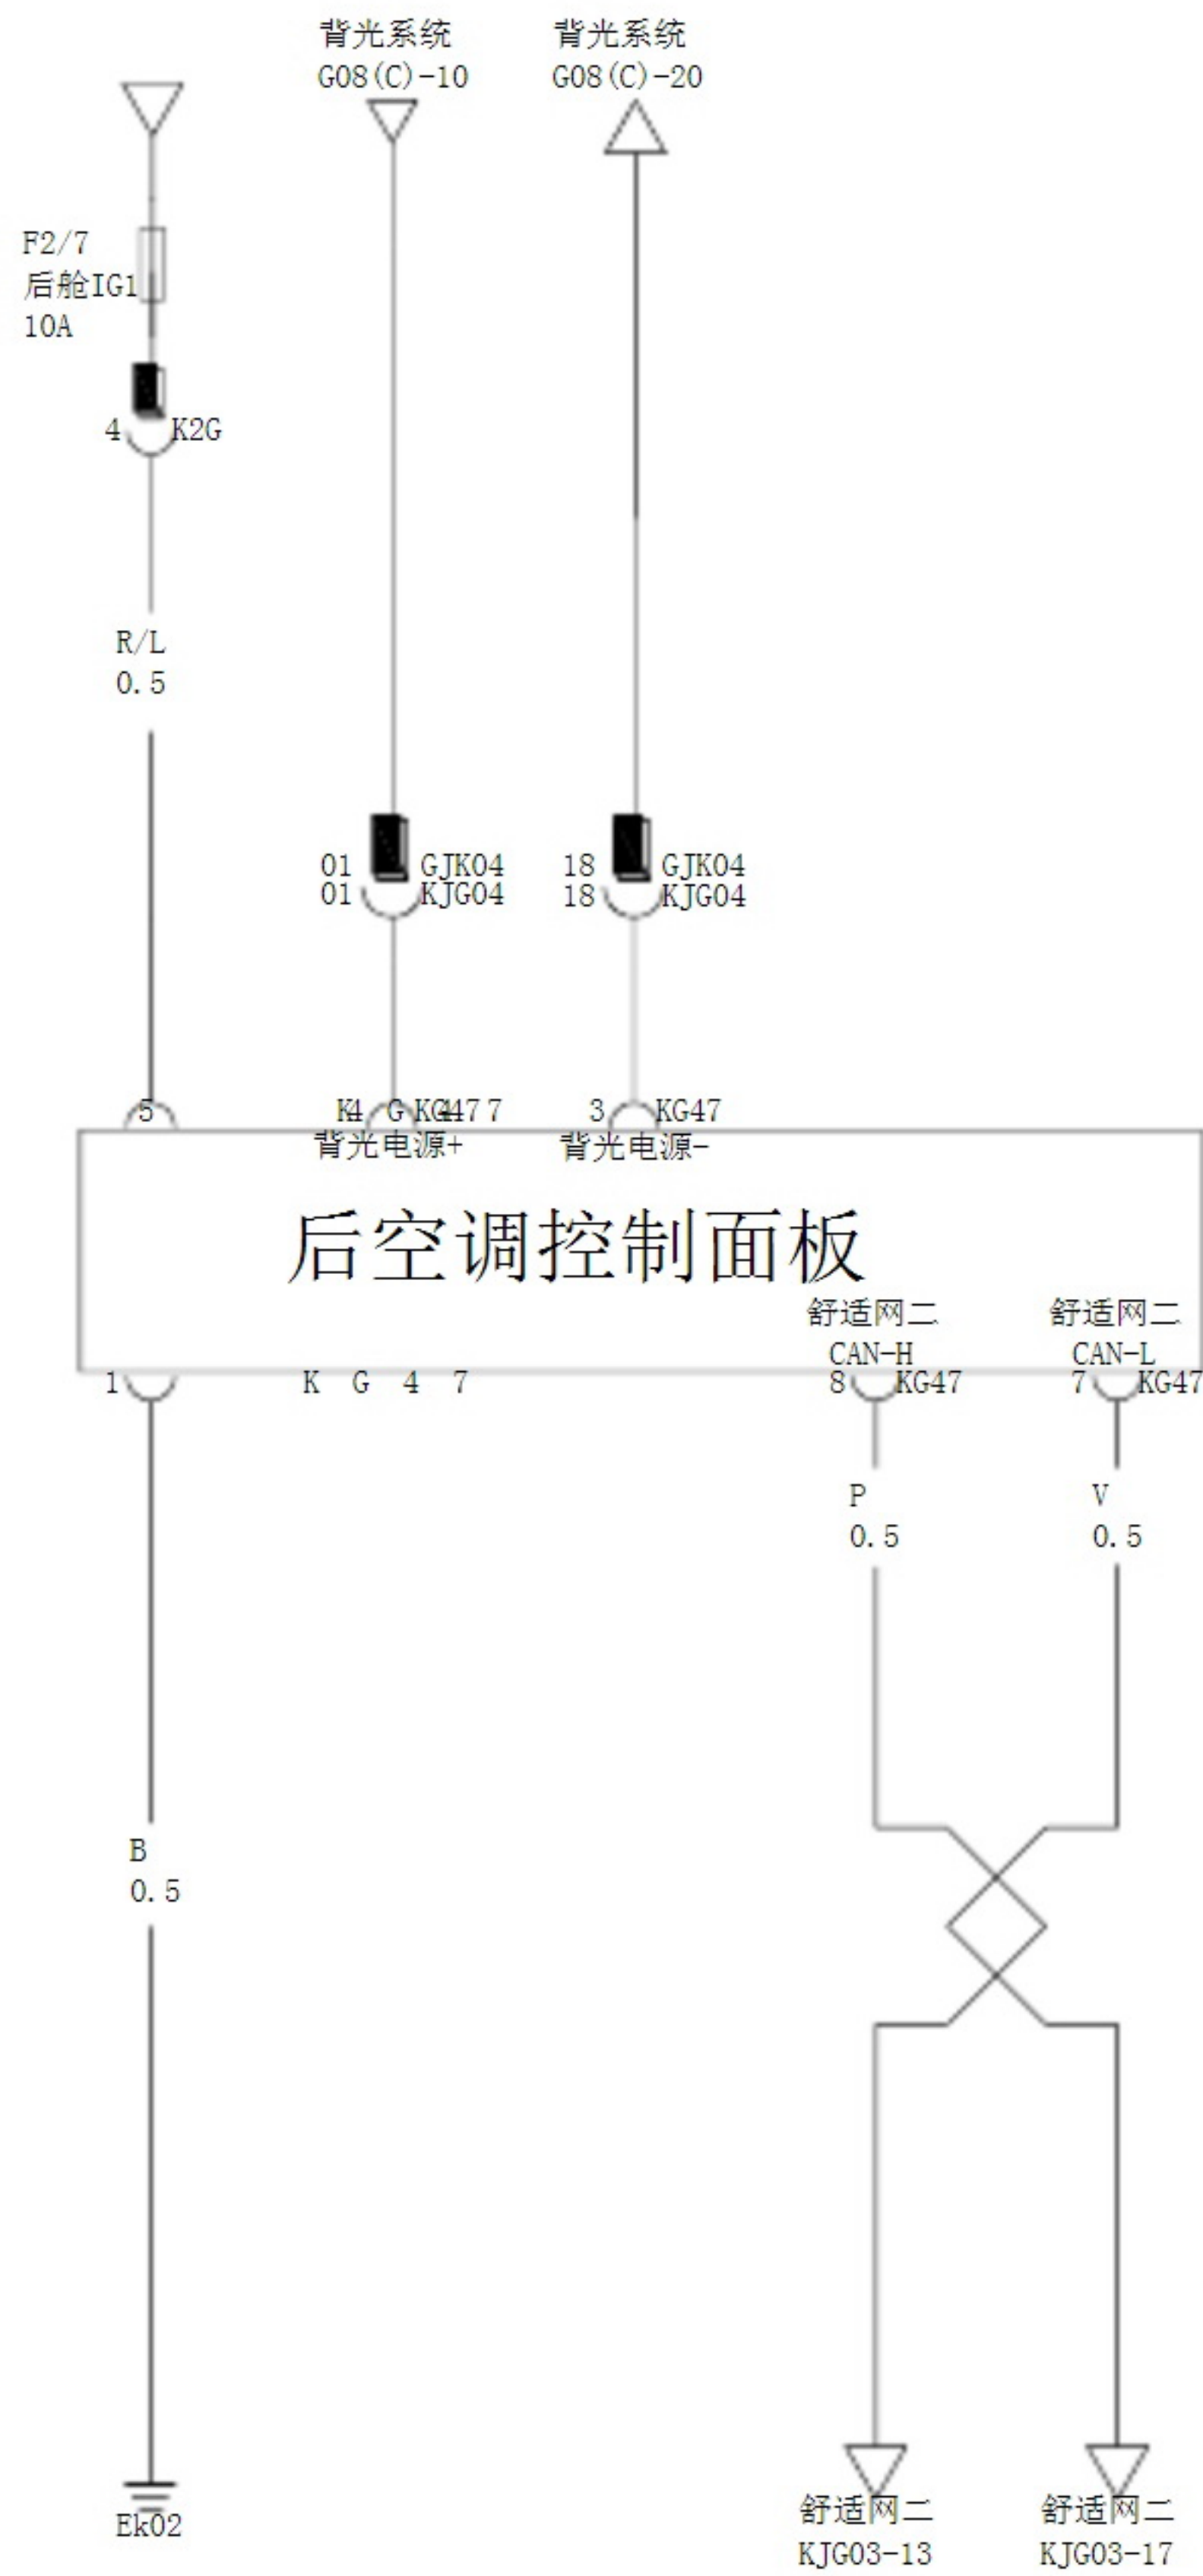 背光系统
G08(C)-10
背光系统
G08(C)-20
F2/7
后舱IG1
10A
4 K2G
R/L
0.5
01 GJK04
01 KJG04
18 GJK04
18 KJG04
5
4 KG47
3 KG47
背光电源+
背光电源-
后空调控制面板
舒适网二
CAN-H
舒适网二
CAN-L
1 K G 4 7
8 KG47
7 KG47
P
0.5
V
0.5
B
0.5
Ek02
舒适网二
KJG03-13
舒适网二
KJG03-17